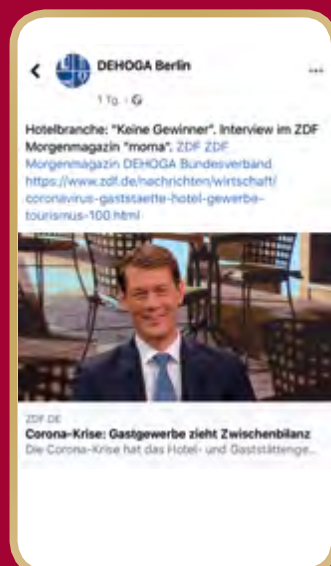 DEHOGA Berlin
1 Tg.
Hotelbranche: "Keine Gewinner". Interview im ZDF
Morgenmagazin "moma". ZDF ZDF
Morgenmagazin DEHOGA Bundesverband
https://www.zdf.de/nachrichten/wirtschaft/
coronavirus-gaststaette-hotel-gewerbe-
tourismus-100.html
ZDF.DE
Corona-Krise: Gastgewerbe zieht Zwischenbilanz
Die Corona-Krise hat das Hotel- und Gaststättenge...